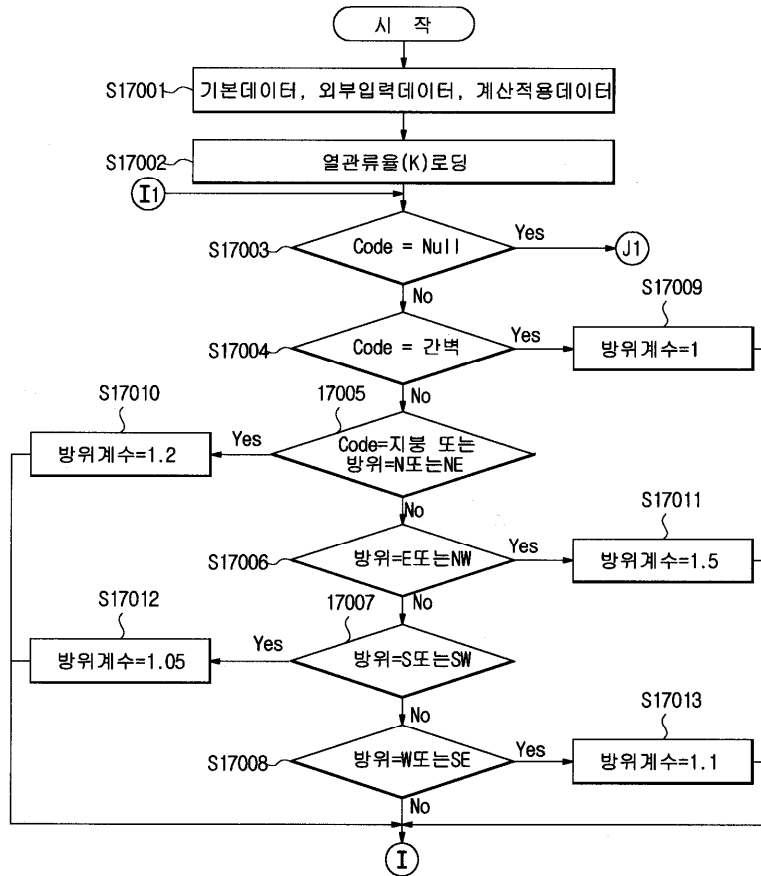 시 작
S17001
기본데이터, 외부입력데이터, 계산적용데이터
S17002
열관류율(K)로딩
I1
S17003
Code = Null
Yes
J1
No
S17009
S17004
Code = 간벽
Yes
방위계수=1
No
S17010
17005
방위계수=1.2
Yes
Code=지붕 또는
방위=N또는NE
No
S17011
S17006
방위=E또는NW
Yes
방위계수=1.5
No
S17012
17007
방위계수=1.05
Yes
방위=S또는SW
No
S17013
S17008
방위=W또는SE
Yes
방위계수=1.1
No
I